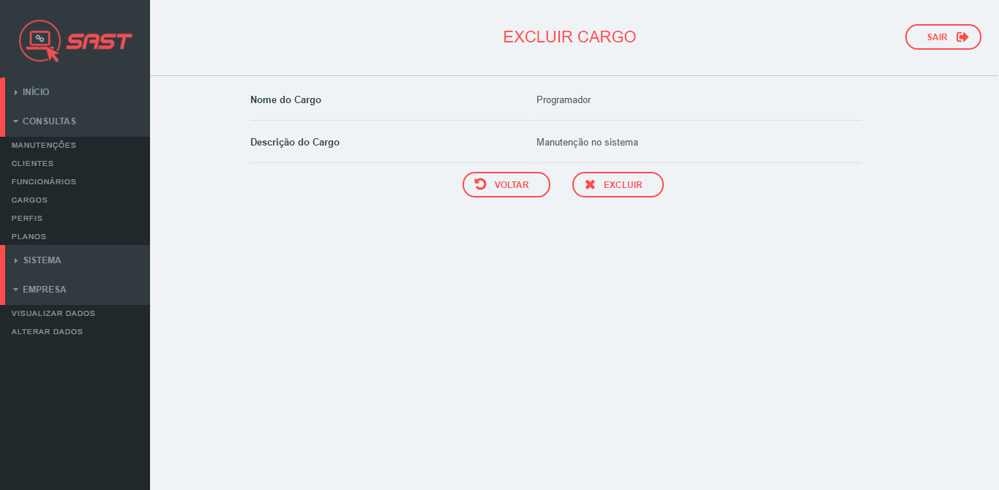 SAST
EXCLUIR CARGO
SAIR
INÍCIO
CONSULTAS
MANUTENÇÕES
CLIENTES
FUNCIONÁRIOS
CARGOS
PERFIS
PLANOS
SISTEMA
EMPRESA
VISUALIZAR DADOS
ALTERAR DADOS
Nome do Cargo Programador
Descrição do Cargo Manutenção no sistema
VOLTAR EXCLUIR